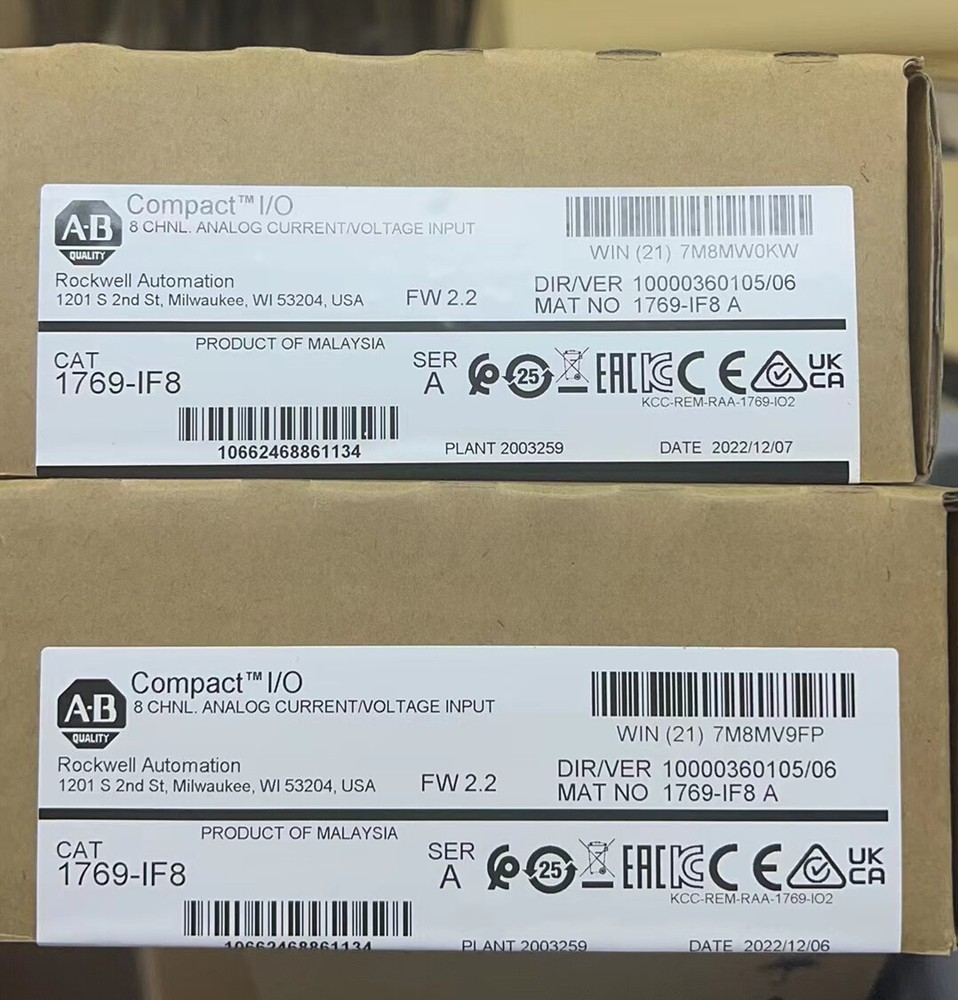 Compact™ I/O
8 CHNL. ANALOG CURRENT/VOLTAGE INPUT
A-B
QUALITY
WIN (21) 7M8MW0KW
Rockwell Automation
1201 S 2nd St, Milwaukee, WI 53204, USA
FW 2.2
DIR/VER 10000360105/06
MAT NO 1769-IF8 A
PRODUCT OF MALAYSIA
CAT
1769-IF8
SER
A
25
EAC
KC
CE
UK
CA
KCC-REM-RAA-1769-IO2
10662468861134
PLANT 2003259
DATE 2022/12/07
Compact™ I/O
8 CHNL. ANALOG CURRENT/VOLTAGE INPUT
A-B
QUALITY
WIN (21) 7M8MV9FP
Rockwell Automation
1201 S 2nd St, Milwaukee, WI 53204, USA
FW 2.2
DIR/VER 10000360105/06
MAT NO 1769-IF8 A
PRODUCT OF MALAYSIA
CAT
1769-IF8
SER
A
25
EAC
KC
CE
UK
CA
KCC-REM-RAA-1769-IO2
10662468861134
PLANT 2003259
DATE 2022/12/06